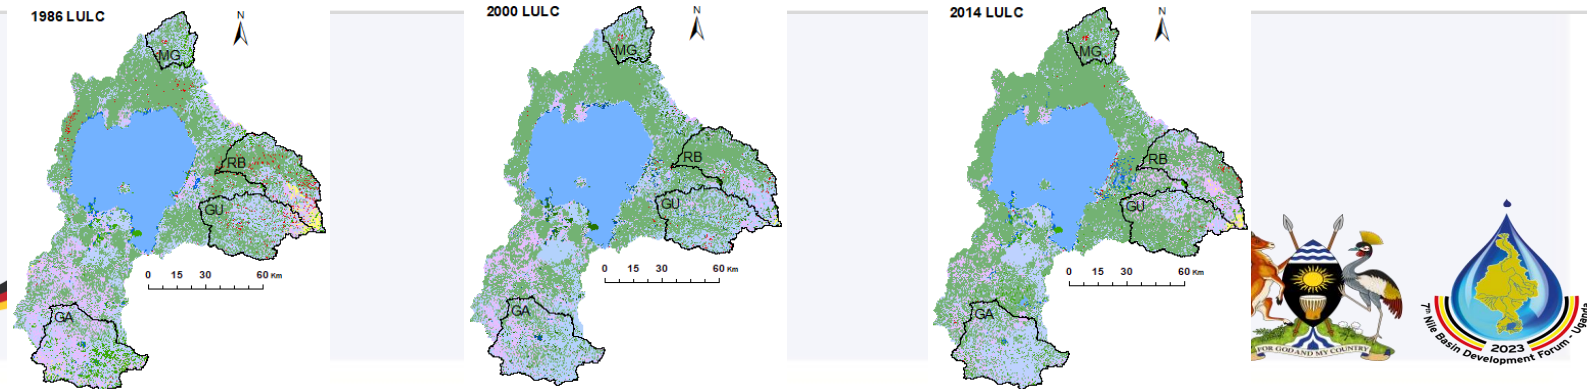 1986 LULC
N
MG
RB
GU
GA
0 15 30 60 Km
2000 LULC
N
MG
RB
GU
GA
0 15 30 60 Km
2014 LULC
N
MG
RB
GU
GA
0 15 30 60 Km
FOR GOD AND MY COUNTRY
7th Nile Basin Development Forum - Uganda
2023